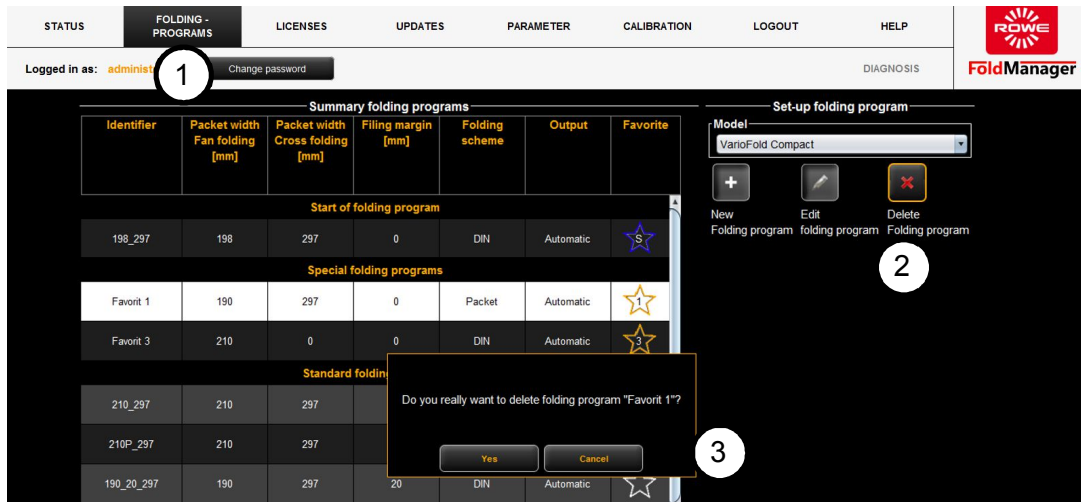 STATUS
FOLDING -
PROGRAMS
LICENSES
UPDATES
PARAMETER
CALIBRATION
LOGOUT
HELP
ROWE
FoldManager
Logged in as:
1
Change password
DIAGNOSIS
Summary folding programs
Identifier
Packet width
Fan folding
[mm]
Packet width
Cross folding
[mm]
Filing margin
[mm]
Folding
scheme
Output
Favorite
Start of folding program
198_297 198 297 0 DIN Automatic S
Special folding programs
Favorit 1 190 297 0 Packet Automatic 1
Favorit 3 210 0 0 DIN Automatic 3
Standard
210_297 210 297
210P_297 210 297
190_20_297 190 297 20 DIN Automatic
Set-up folding program
Model
VarioFold Compact
New
Folding program
Edit
folding program
Delete
Folding program
2
Do you really want to delete folding program "Favorit 1"?
Yes Cancel
3